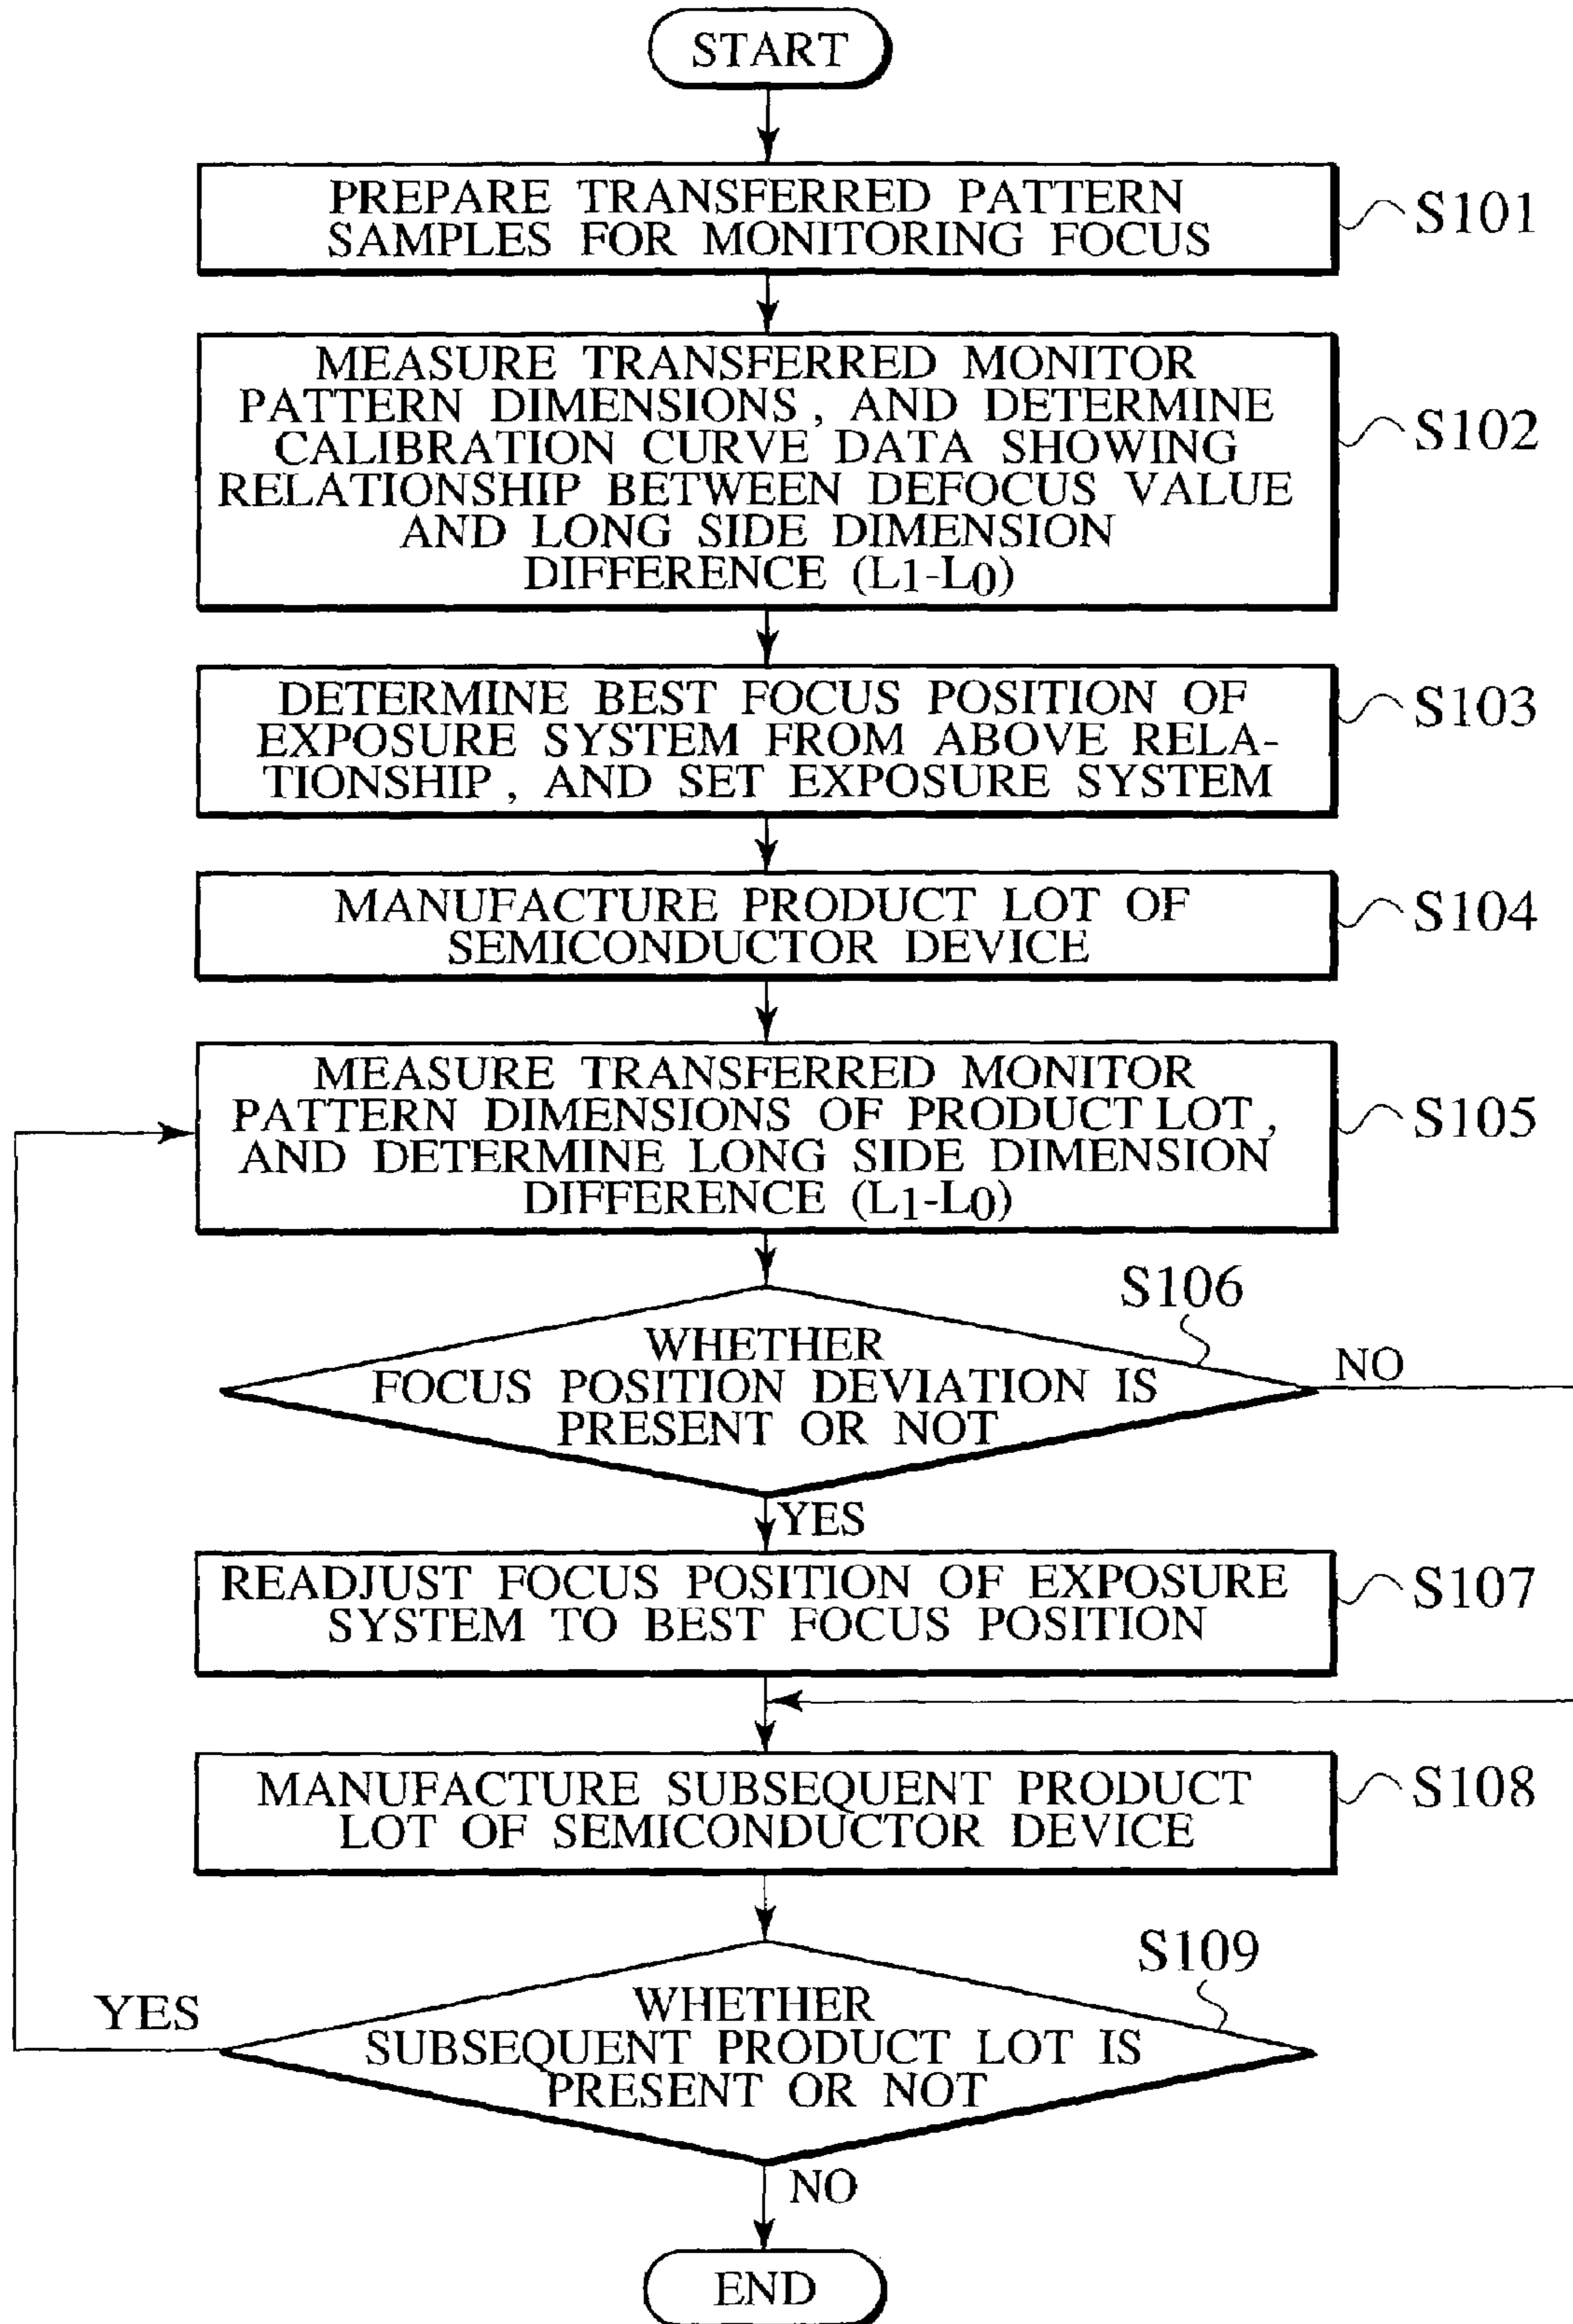 START
PREPARE TRANSFERRED PATTERN
SAMPLES FOR MONITORING FOCUS
S101
MEASURE TRANSFERRED MONITOR
PATTERN DIMENSIONS, AND DETERMINE
CALIBRATION CURVE DATA SHOWING
RELATIONSHIP BETWEEN DEFOCUS VALUE
AND LONG SIDE DIMENSION
DIFFERENCE (L1-L0)
S102
DETERMINE BEST FOCUS POSITION OF
EXPOSURE SYSTEM FROM ABOVE RELA-
TIONSHIP, AND SET EXPOSURE SYSTEM
S103
MANUFACTURE PRODUCT LOT OF
SEMICONDUCTOR DEVICE
S104
MEASURE TRANSFERRED MONITOR
PATTERN DIMENSIONS OF PRODUCT LOT,
AND DETERMINE LONG SIDE DIMENSION
DIFFERENCE (L1-L0)
S105
S106
WHETHER
FOCUS POSITION DEVIATION IS
PRESENT OR NOT
NO
YES
READJUST FOCUS POSITION OF EXPOSURE
SYSTEM TO BEST FOCUS POSITION
S107
MANUFACTURE SUBSEQUENT PRODUCT
LOT OF SEMICONDUCTOR DEVICE
S108
S109
WHETHER
SUBSEQUENT PRODUCT LOT IS
PRESENT OR NOT
YES
NO
END